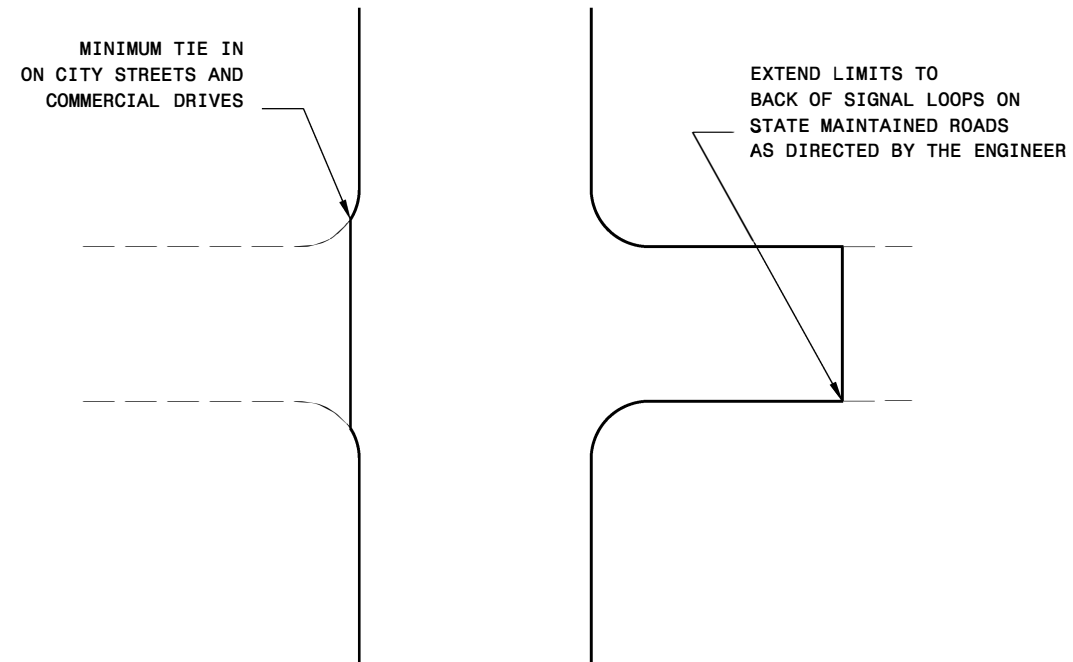 MINIMUM TIE IN
ON CITY STREETS AND
COMMERCIAL DRIVES
EXTEND LIMITS TO
BACK OF SIGNAL LOOPS ON
STATE MAINTAINED ROADS
AS DIRECTED BY THE ENGINEER